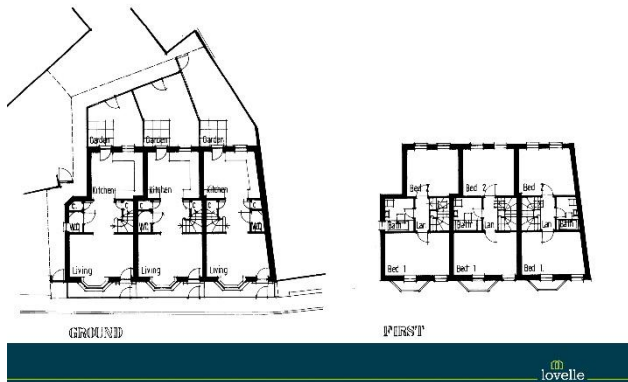 Garden Garden Garden
Kitchen Kitchen Kitchen
WC WC WC
Living Living Living
GROUND
Bed 2 Bed 2 Bed 2
Bath Lan Bath Lan Lan Bath
Bed 1 Bed 1 Bed 1
FIRST
lovelle